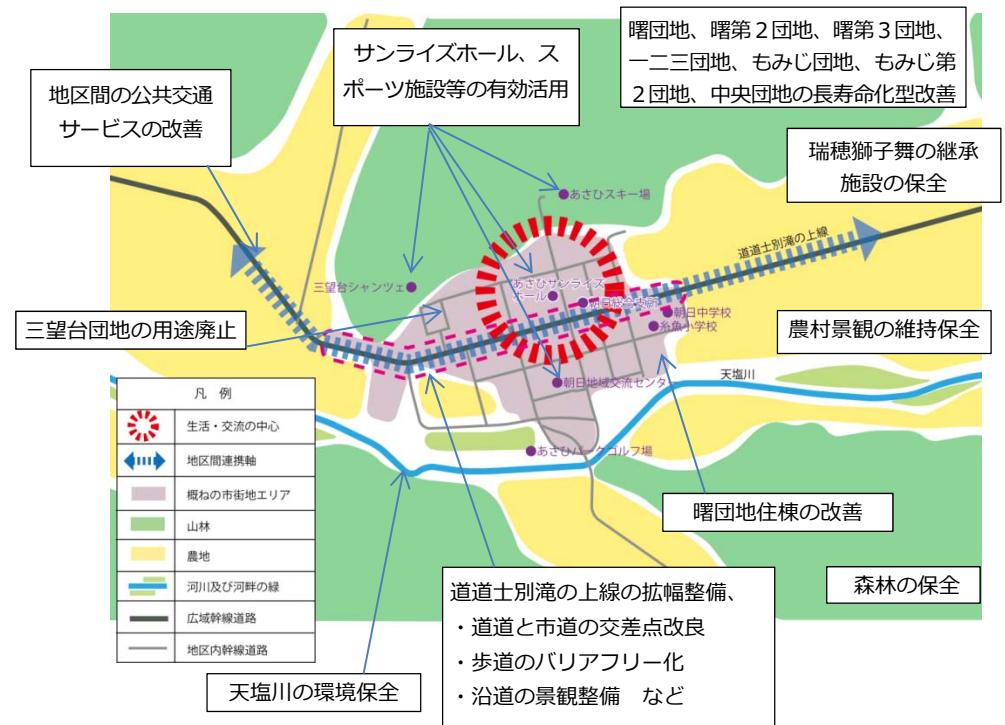 地区間の公共交通
サービスの改善
サンライズホール、ス
ポーツ施設等の有効活用
曙団地、曙第２団地、曙第３団地、
一二三団地、もみじ団地、もみじ第
２団地、中央団地の長寿命化型改善
瑞穂獅子舞の継承
施設の保全
あさひスキー場
道道士別滝の上線
三望台シャンツェ
あさひサンライズ
ホール
朝日総合支所
朝日中学校
糸魚小学校
三望台団地の用途廃止
農村景観の維持保全
天塩川
朝日地域交流センター
あさひパークゴルフ場
凡 例
生活・交流の中心
地区間連携軸
概ねの市街地エリア
山林
農地
河川及び河畔の緑
広域幹線道路
地区内幹線道路
曙団地住棟の改善
道道士別滝の上線の拡幅整備、
・道道と市道の交差点改良
・歩道のバリアフリー化
・沿道の景観整備 など
森林の保全
天塩川の環境保全